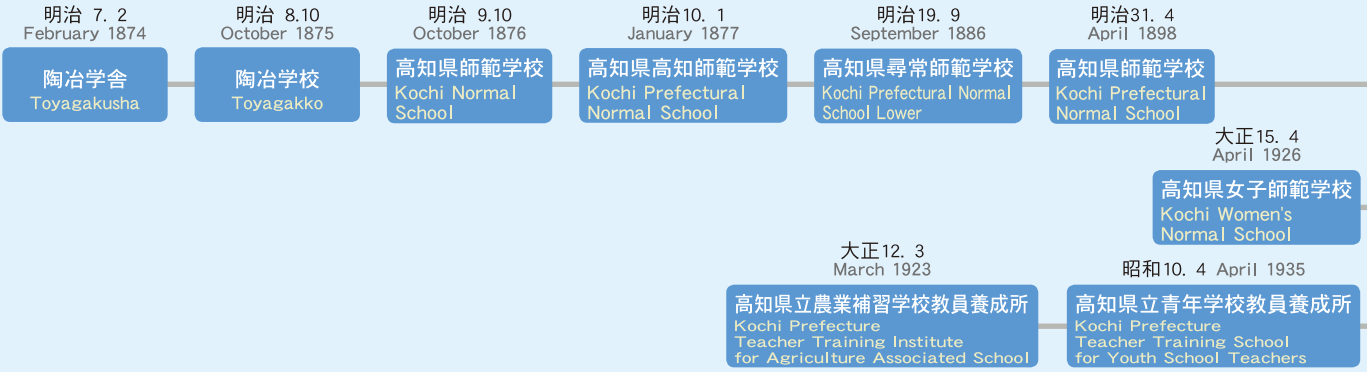 明治 7. 2
February 1874
陶冶学舎
Toyagakusha
明治 8.10
October 1875
陶冶学校
Toyagakko
明治 9.10
October 1876
高知県師範学校
Kochi Normal
School
明治10. 1
January 1877
高知県高知師範学校
Kochi Prefectural
Normal School
明治19. 9
September 1886
高知県尋常師範学校
Kochi Prefectural Normal
School Lower
明治31. 4
April 1898
高知県師範学校
Kochi Prefectural
Normal School
大正15. 4
April 1926
高知県女子師範学校
Kochi Women's
Normal School
大正12. 3
March 1923
高知県立農業補習学校教員養成所
Kochi Prefecture
Teacher Training Institute
for Agriculture Associated School
昭和10. 4 April 1935
高知県立青年学校教員養成所
Kochi Prefecture
Teacher Training School
for Youth School Teachers